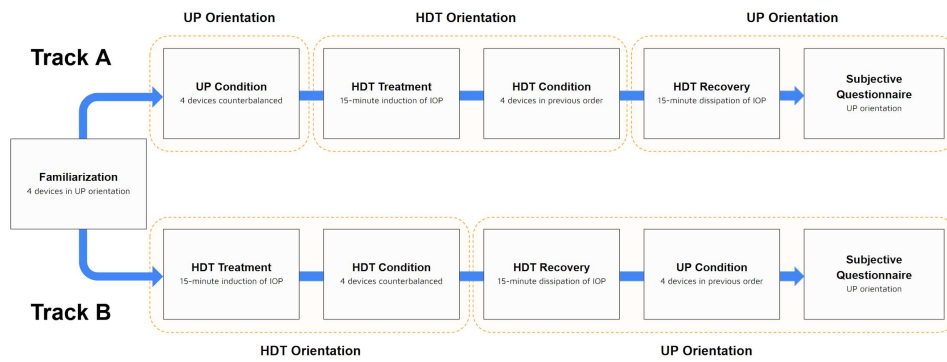 UP Orientation
HDT Orientation
UP Orientation
Track A
UP Condition
4 devices counterbalanced
HDT Treatment
15-minute induction of IOP
HDT Condition
4 devices in previous order
HDT Recovery
15-minute dissipation of IOP
Subjective
Questionnaire
UP orientation
Familiarization
4 devices in UP orientation
HDT Treatment
15-minute induction of IOP
HDT Condition
4 devices counterbalanced
HDT Recovery
15-minute dissipation of IOP
UP Condition
4 devices in previous order
Subjective
Questionnaire
UP orientation
Track B
HDT Orientation
UP Orientation